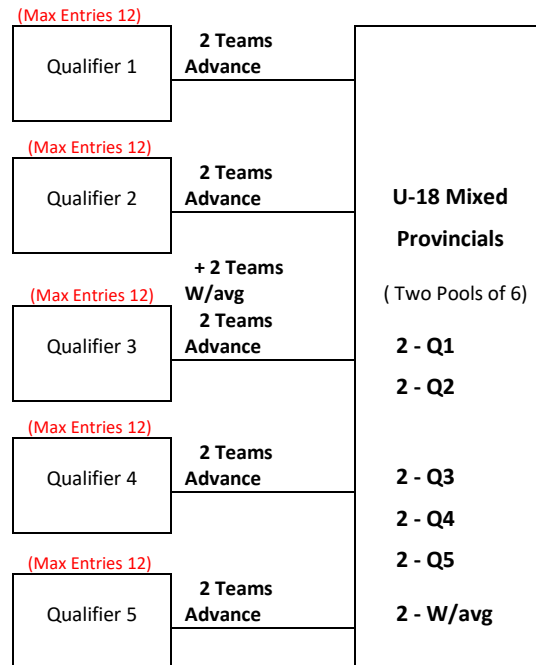 (Max Entries 12)
Qualifier 1
2 Teams
Advance
(Max Entries 12)
Qualifier 2
2 Teams
Advance
+ 2 Teams
W/avg
(Max Entries 12)
Qualifier 3
2 Teams
Advance
(Max Entries 12)
Qualifier 4
2 Teams
Advance
(Max Entries 12)
Qualifier 5
2 Teams
Advance
U-18 Mixed
Provincials
( Two Pools of 6)
2 - Q1
2 - Q2
2 - Q3
2 - Q4
2 - Q5
2 - W/avg